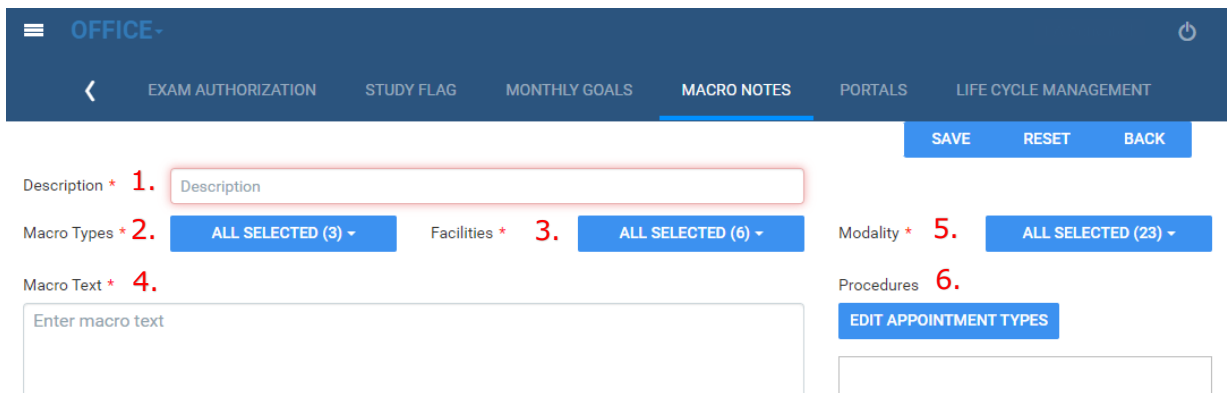 OFFICE
EXAM AUTHORIZATION STUDY FLAG MONTHLY GOALS MACRO NOTES PORTALS LIFE CYCLE MANAGEMENT
SAVE RESET BACK
Description * 1. Description
Macro Types * 2. ALL SELECTED (3) Facilities * 3. ALL SELECTED (6) Modality * 5. ALL SELECTED (23)
Macro Text * 4. Procedures 6.
Enter macro text EDIT APPOINTMENT TYPES